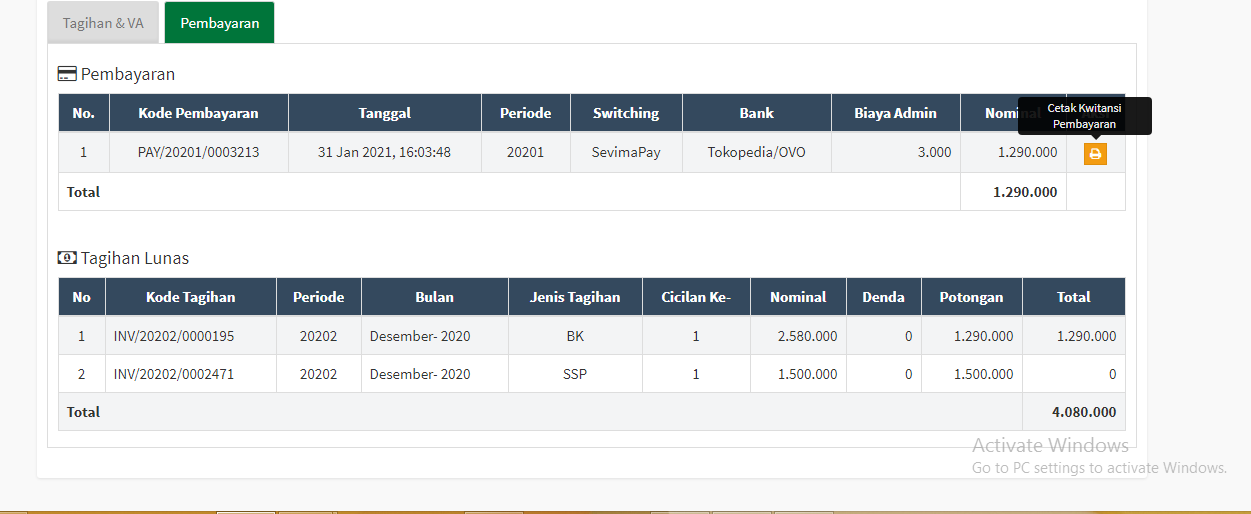 Tagihan & VA Pembayaran
Pembayaran
No. Kode Pembayaran Tanggal Periode Switching Bank Biaya Admin Nominal Aksi
Cetak Kwitansi
Pembayaran
1 PAY/20201/0003213 31 Jan 2021, 16:03:48 20201 SevimaPay Tokopedia/OVO 3.000 1.290.000
Total 1.290.000
Tagihan Lunas
No Kode Tagihan Periode Bulan Jenis Tagihan Cicilan Ke- Nominal Denda Potongan Total
1 INV/20202/0000195 20202 Desember- 2020 BK 1 2.580.000 0 1.290.000 1.290.000
2 INV/20202/0002471 20202 Desember- 2020 SSP 1 1.500.000 0 1.500.000 0
Total 4.080.000
Activate Windows
Go to PC settings to activate Windows.